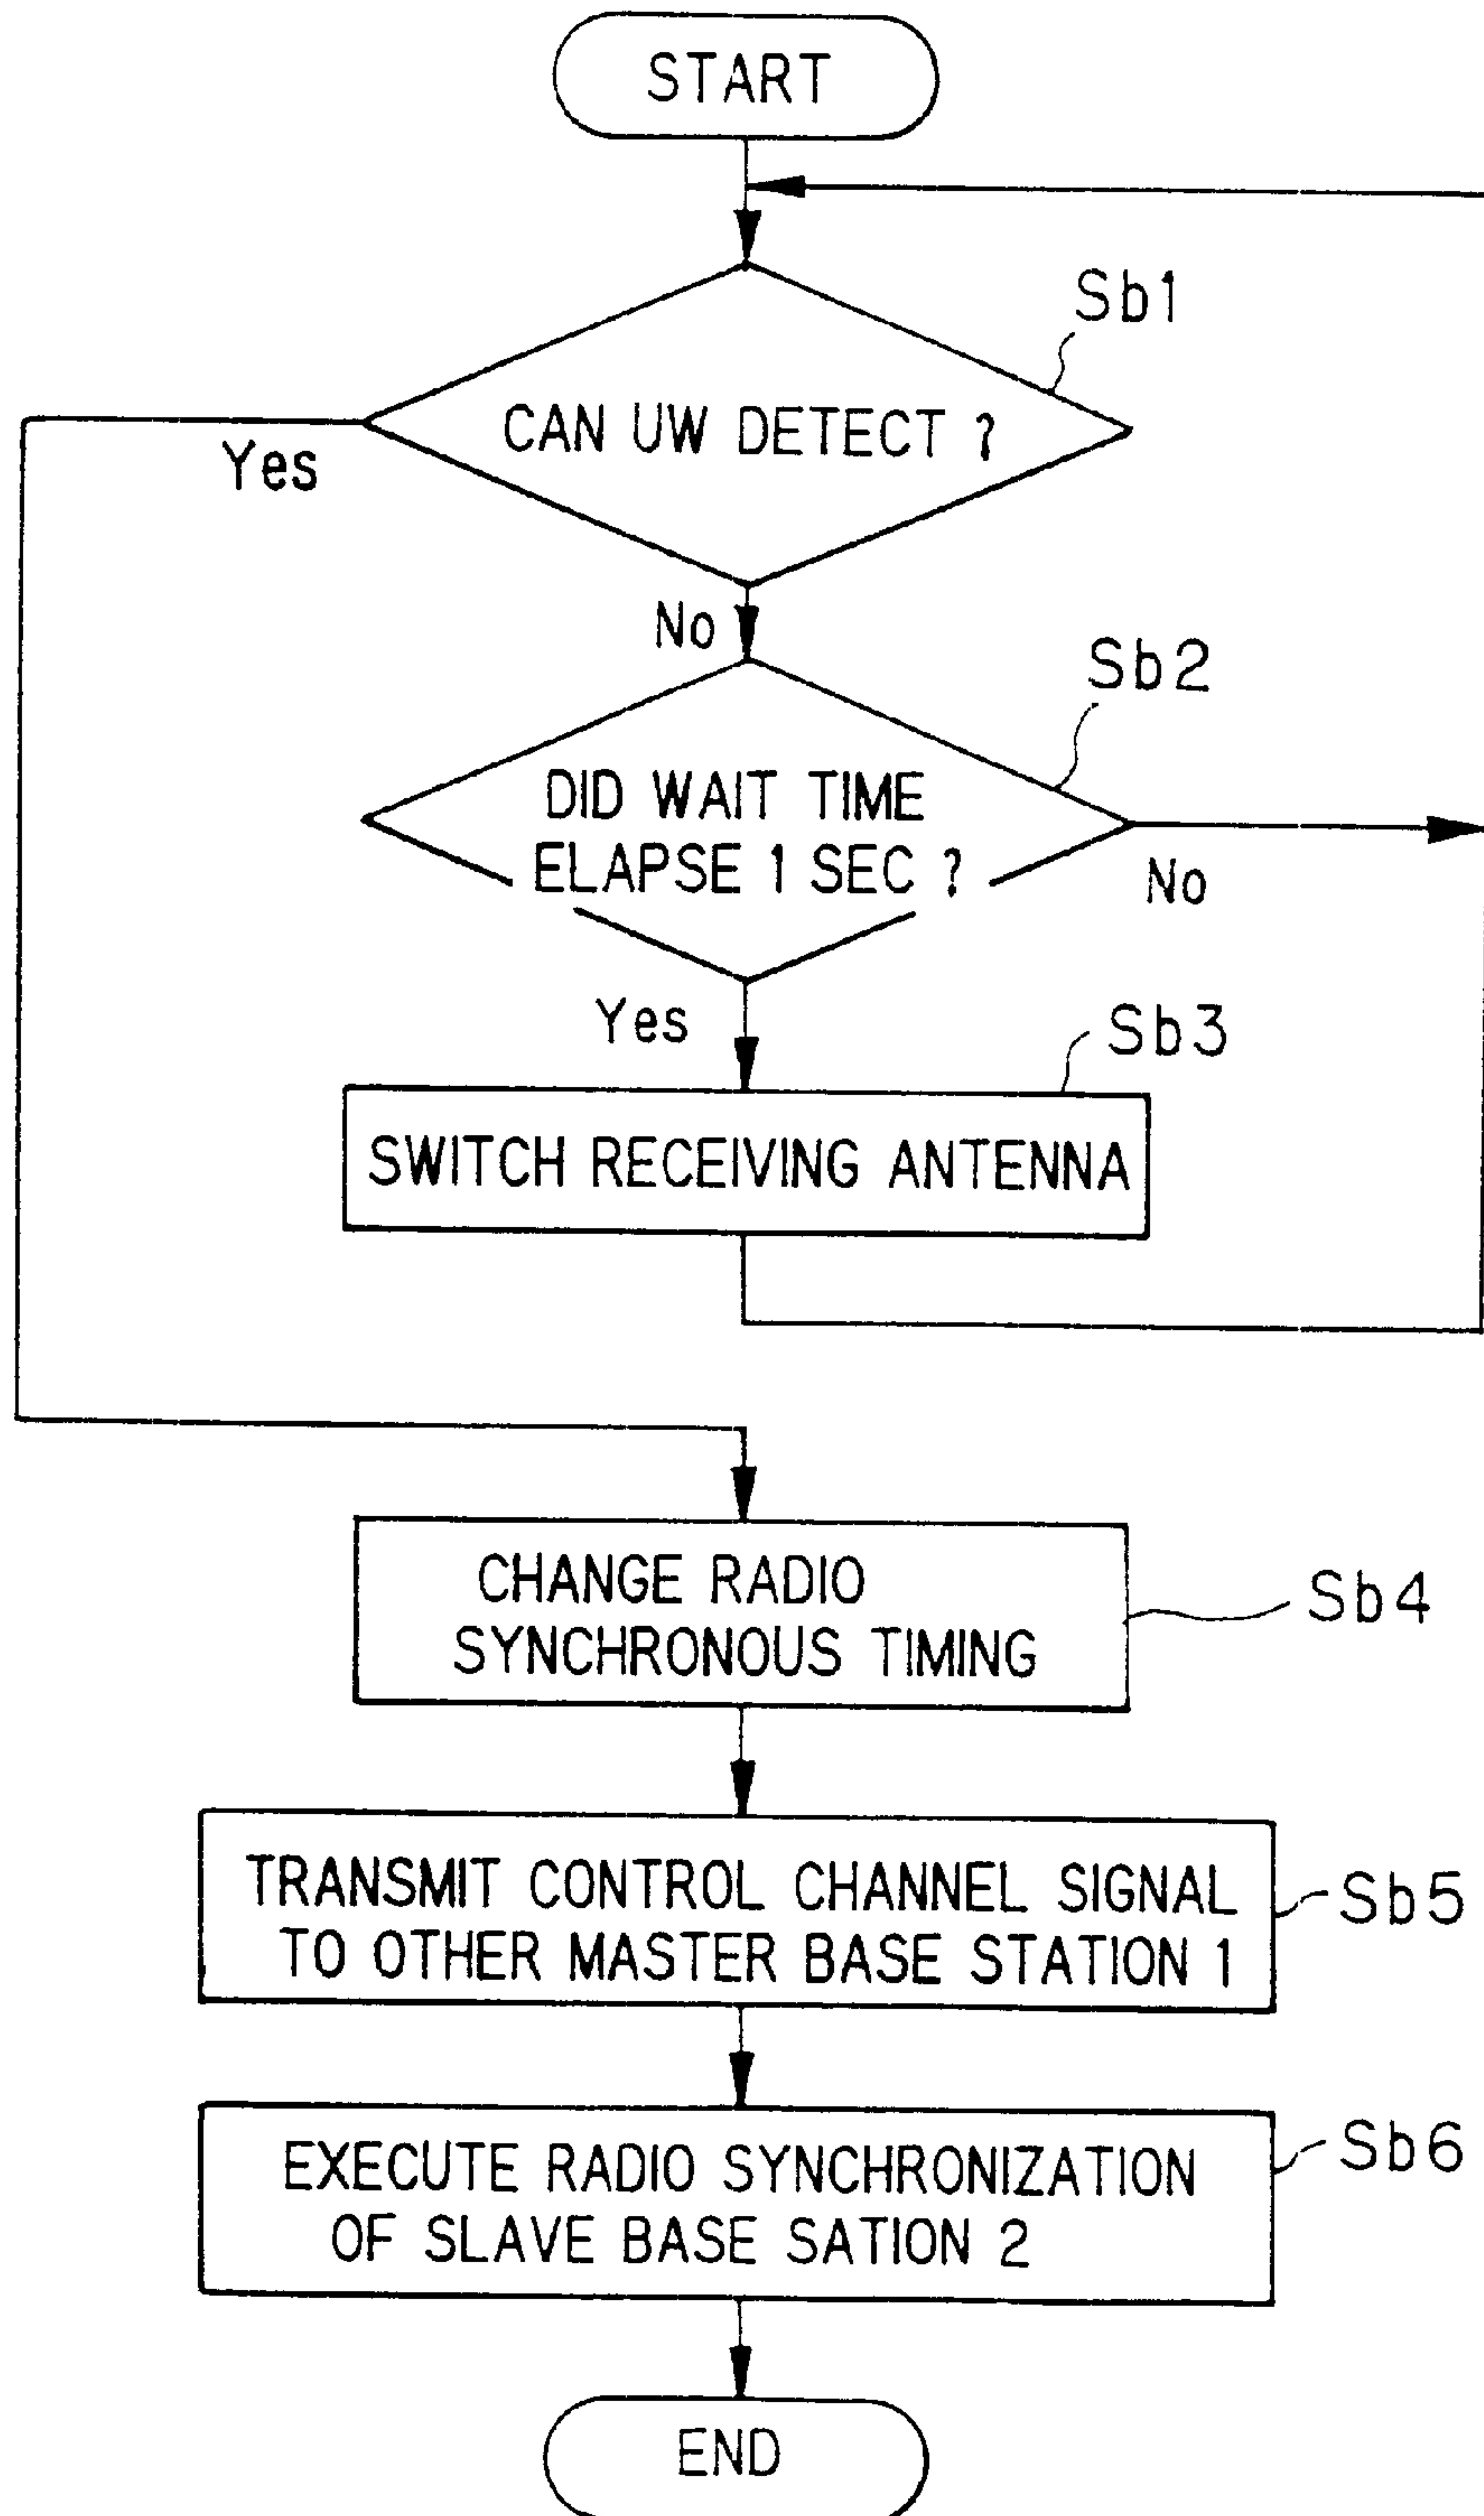 START
Sb1
CAN UW DETECT ?
Yes
No
Sb2
DID WAIT TIME
ELAPSE 1 SEC ?
No
Yes
Sb3
SWITCH RECEIVING ANTENNA
CHANGE RADIO
SYNCHRONOUS TIMING
Sb4
TRANSMIT CONTROL CHANNEL SIGNAL
TO OTHER MASTER BASE STATION 1
Sb5
EXECUTE RADIO SYNCHRONIZATION
OF SLAVE BASE SATION 2
Sb6
END